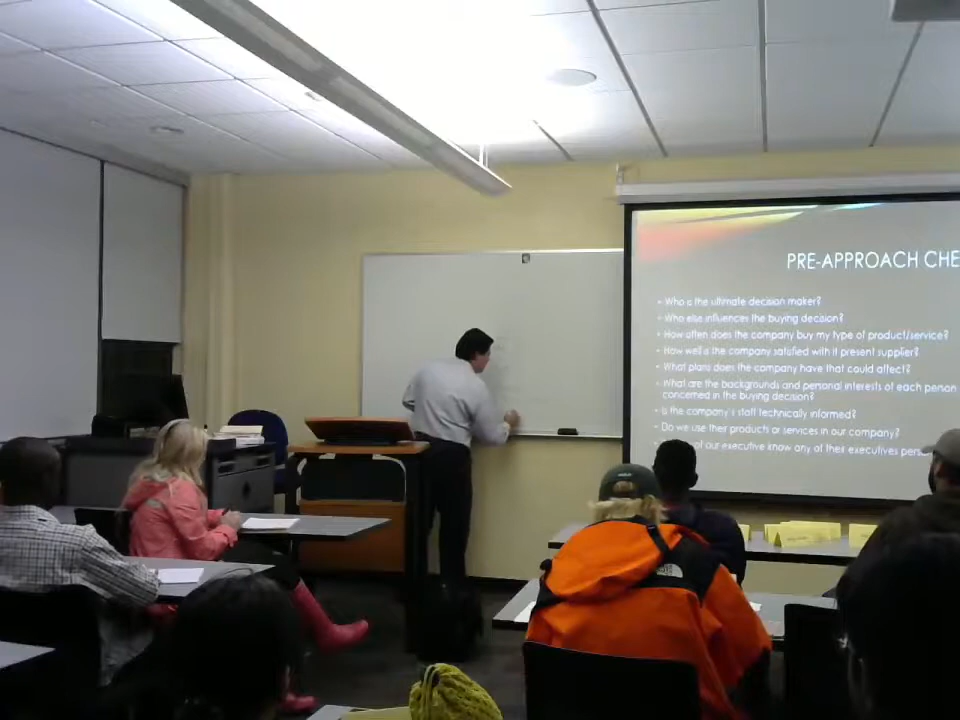 PRE-APPROACH CHE
• Who is the ultimate decision maker?
• Who else influences the buying decision?
• How often does the company buy my type of product/service?
• How well is the company satisfied with it present supplier?
• What plans does the company have that could affect?
• What are the backgrounds and personal interests of each person
concerned in the buying decision?
• Is the company's staff technically informed?
• Do we use their products or services in our company?
of our executive know any of their executives